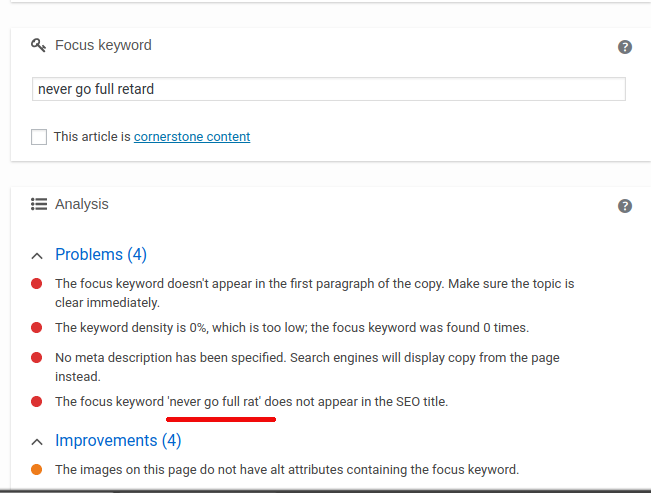 Focus keyword
never go full retard
This article is cornerstone content
Analysis
Problems (4)
The focus keyword doesn't appear in the first paragraph of the copy. Make sure the topic is
clear immediately.
The keyword density is 0%, which is too low; the focus keyword was found 0 times.
No meta description has been specified. Search engines will display copy from the page
instead.
The focus keyword 'never go full rat' does not appear in the SEO title.
Improvements (4)
The images on this page do not have alt attributes containing the focus keyword.